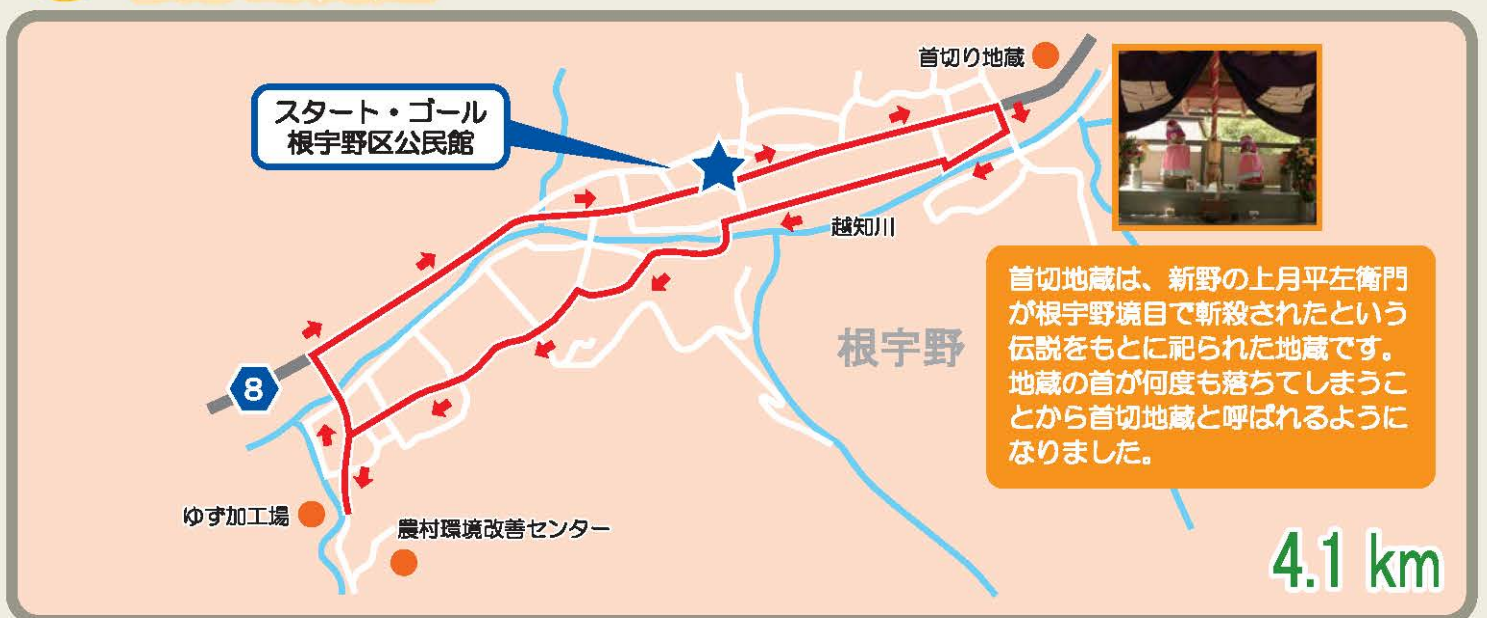 首切り地蔵
スタート・ゴール
根宇野区公民館
越知川
首切地蔵は、新野の上月平左衛門
が根宇野境目で斬殺されたという
伝説をもとに祀られた地蔵です。
地蔵の首が何度も落ちてしまうこ
とから首切地蔵と呼ばれるように
なりました。
根宇野
8
ゆず加工場
農村環境改善センター
4.1 km